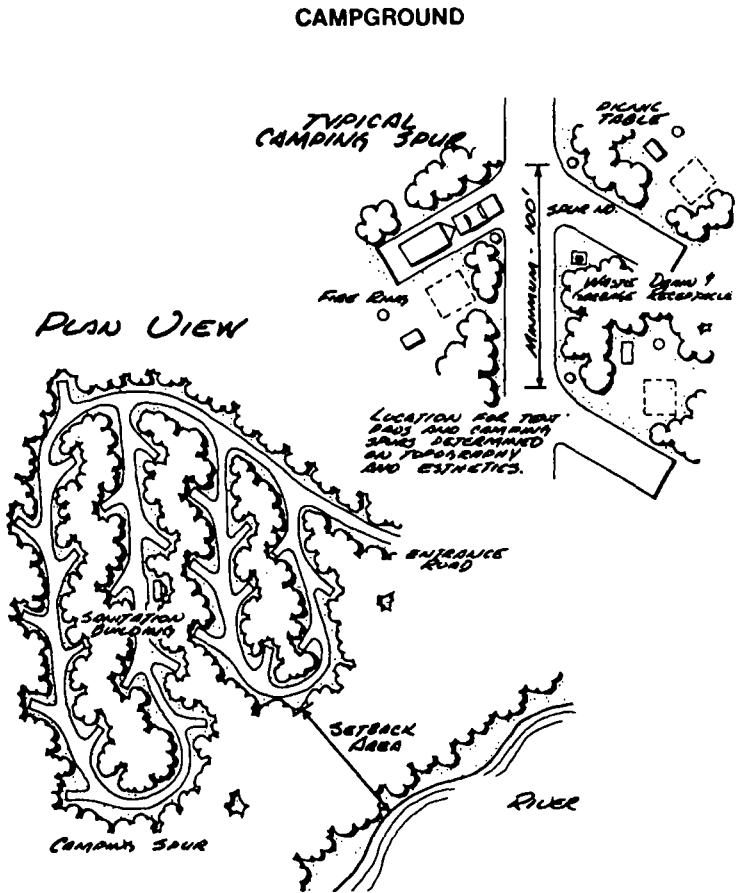 CAMPGROUND
TYPICAL
CAMPING SPUR
PICNIC
TABLE
SPUR NO.
MINIMUM - 100'
WASTE DRAIN &
GARBAGE RECEPTACLE
FIRE RING
PLAN VIEW
LOCATION FOR TENT
PADS AND CAMPING
SPURS DETERMINED
ON TOPOGRAPHY
AND ESTHETICS.
ENTRANCE
ROAD
SANITATION
BUILDING
SETBACK
AREA
RIVER
CAMPING SPUR